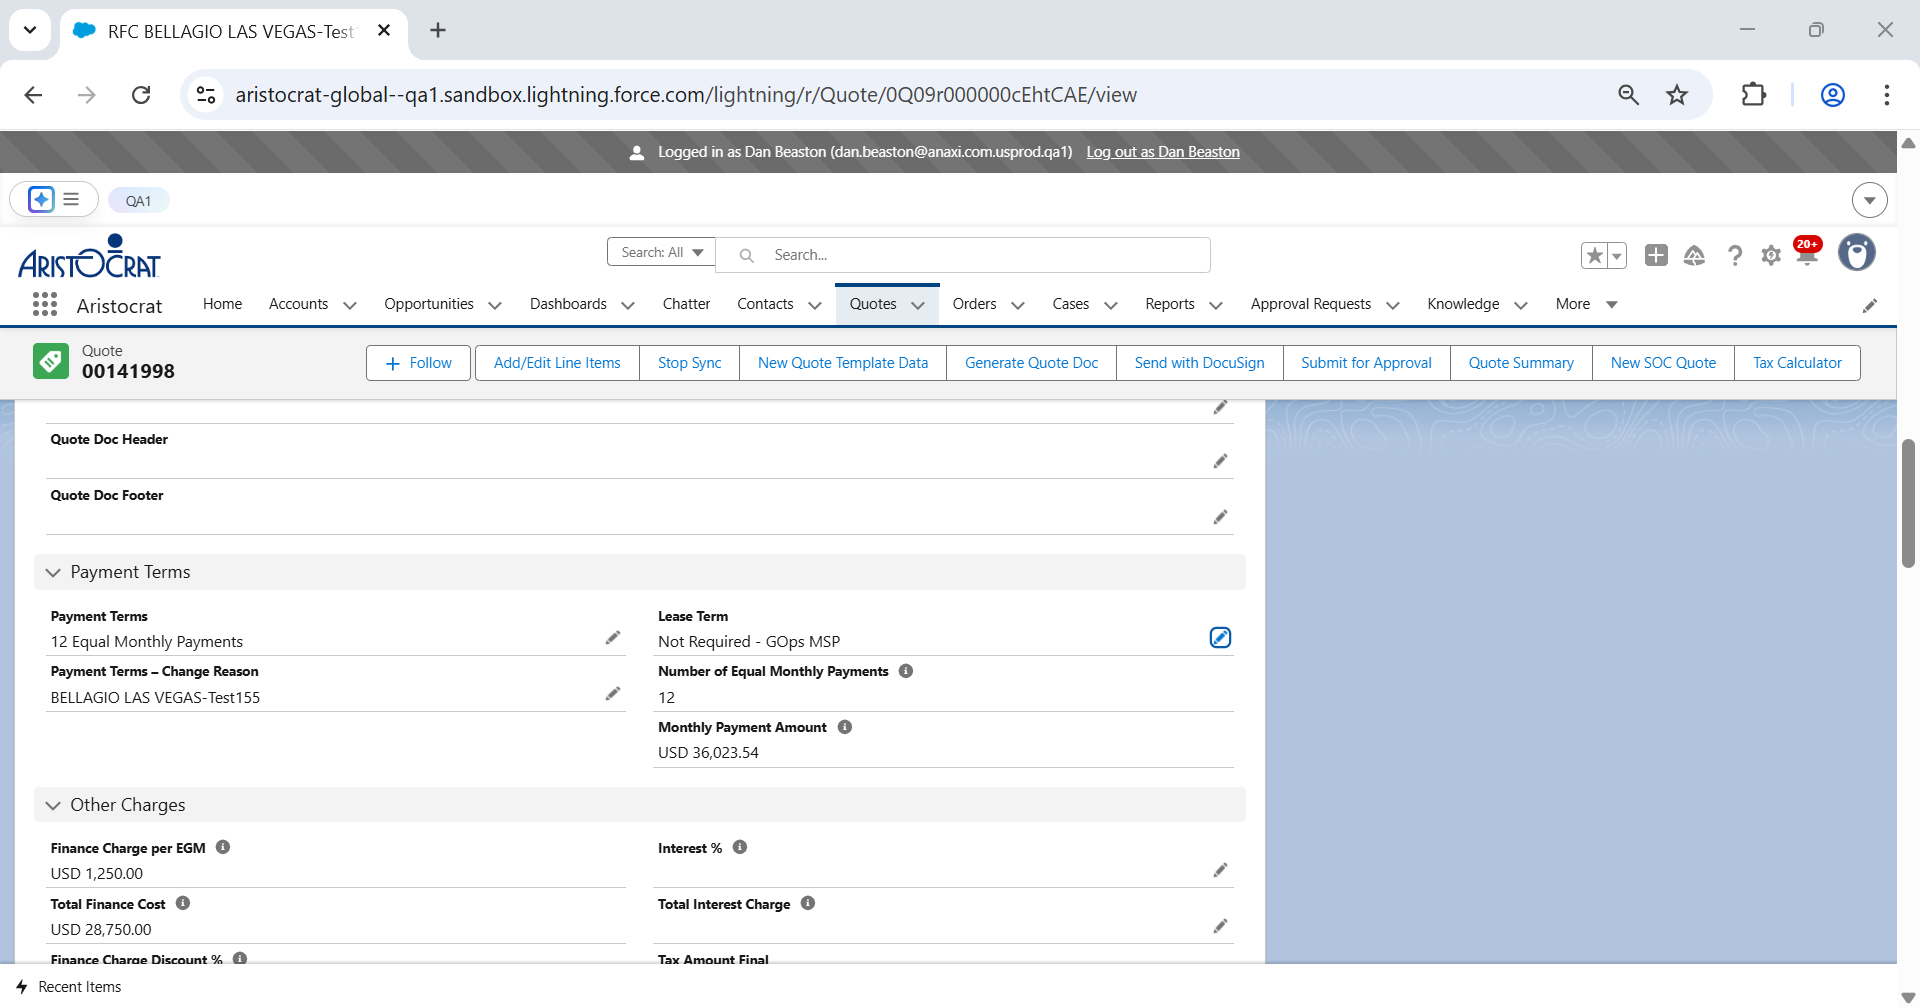 RFC BELLAGIO LAS VEGAS-Test
aristocrat-global--qa1.sandbox.lightning.force.com/lightning/r/Quote/0Q09r000000cEhtCAE/view
Logged in as Dan Beaston (dan.beaston@anaxi.com.usprod.qa1) Log out as Dan Beaston
QA1
ARISTOCRAT
Search: All
Search...
20+
Aristocrat
Home
Accounts
Opportunities
Dashboards
Chatter
Contacts
Quotes
Orders
Cases
Reports
Approval Requests
Knowledge
More
Quote
00141998
Follow
Add/Edit Line Items
Stop Sync
New Quote Template Data
Generate Quote Doc
Send with DocuSign
Submit for Approval
Quote Summary
New SOC Quote
Tax Calculator
Quote Doc Header
Quote Doc Footer
Payment Terms
Payment Terms
12 Equal Monthly Payments
Lease Term
Not Required - GOps MSP
Payment Terms – Change Reason
BELLAGIO LAS VEGAS-Test155
Number of Equal Monthly Payments
12
Monthly Payment Amount
USD 36,023.54
Other Charges
Finance Charge per EGM
USD 1,250.00
Interest %
Total Finance Cost
USD 28,750.00
Total Interest Charge
Finance Charge Discount %
Tax Amount Final
Recent Items